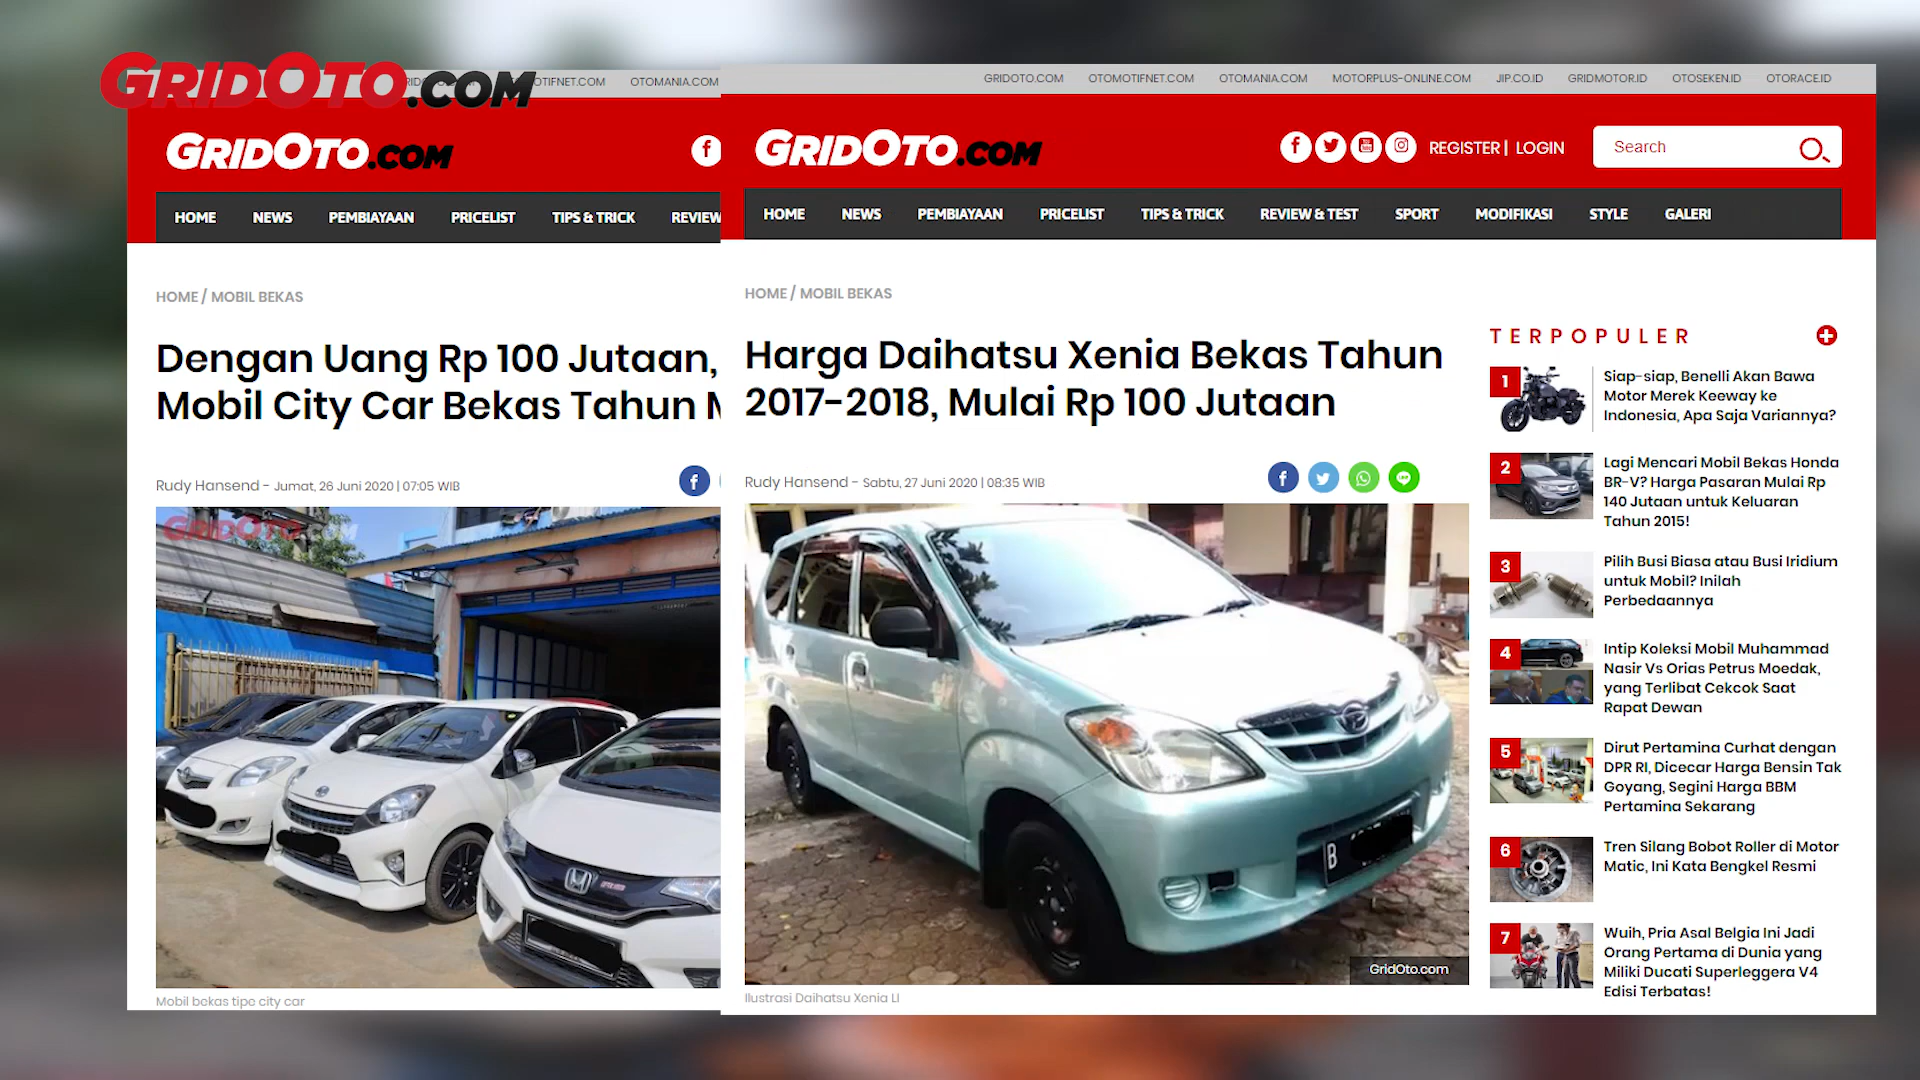 GRIDOTO.COM
OTOMANIA.COM
GRIDOTO.COM
HOME NEWS PEMBIAYAAN PRICELIST TIPS & TRICK REVIEW
HOME / MOBIL BEKAS
Dengan Uang Rp 100 Jutaan,
Mobil City Car Bekas Tahun
Rudy Hansend - Jumat, 26 Juni 2020 | 07:05 WIB
GRIDOTO.COM
Mobil bekas tipe city car
GRIDOTO.COM OTOMOTIFNET.COM OTOMANIA.COM MOTORPLUS-ONLINE.COM JIP.CO.ID GRIDMOTOR.ID OTOSEKEN.ID OTORACE.ID
GRIDOTO.COM
REGISTER | LOGIN
Search
HOME NEWS PEMBIAYAAN PRICELIST TIPS & TRICK REVIEW & TEST SPORT MODIFIKASI STYLE GALERI
HOME / MOBIL BEKAS
Harga Daihatsu Xenia Bekas Tahun
2017-2018, Mulai Rp 100 Jutaan
Rudy Hansend - Sabtu, 27 Juni 2020 | 08:35 WIB
B
GridOto.com
Ilustrasi Daihatsu Xenia LI
TERPOPULER
1
Siap-siap, Benelli Akan Bawa
Motor Merek Keeway ke
Indonesia, Apa Saja Variannya?
2
Lagi Mencari Mobil Bekas Honda
BR-V? Harga Pasaran Mulai Rp
140 Jutaan untuk Keluaran
Tahun 2015!
3
Pilih Busi Biasa atau Busi Iridium
untuk Mobil? Inilah
Perbedaannya
4
Intip Koleksi Mobil Muhammad
Nasir Vs Orias Petrus Moedak,
yang Terlibat Cekcok Saat
Rapat Dewan
5
Dirut Pertamina Curhat dengan
DPR RI, Dicecar Harga Bensin Tak
Goyang, Segini Harga BBM
Pertamina Sekarang
6
Tren Silang Bobot Roller di Motor
Matic, Ini Kata Bengkel Resmi
7
Wuih, Pria Asal Belgia Ini Jadi
Orang Pertama di Dunia yang
Miliki Ducati Superleggera V4
Edisi Terbatas!